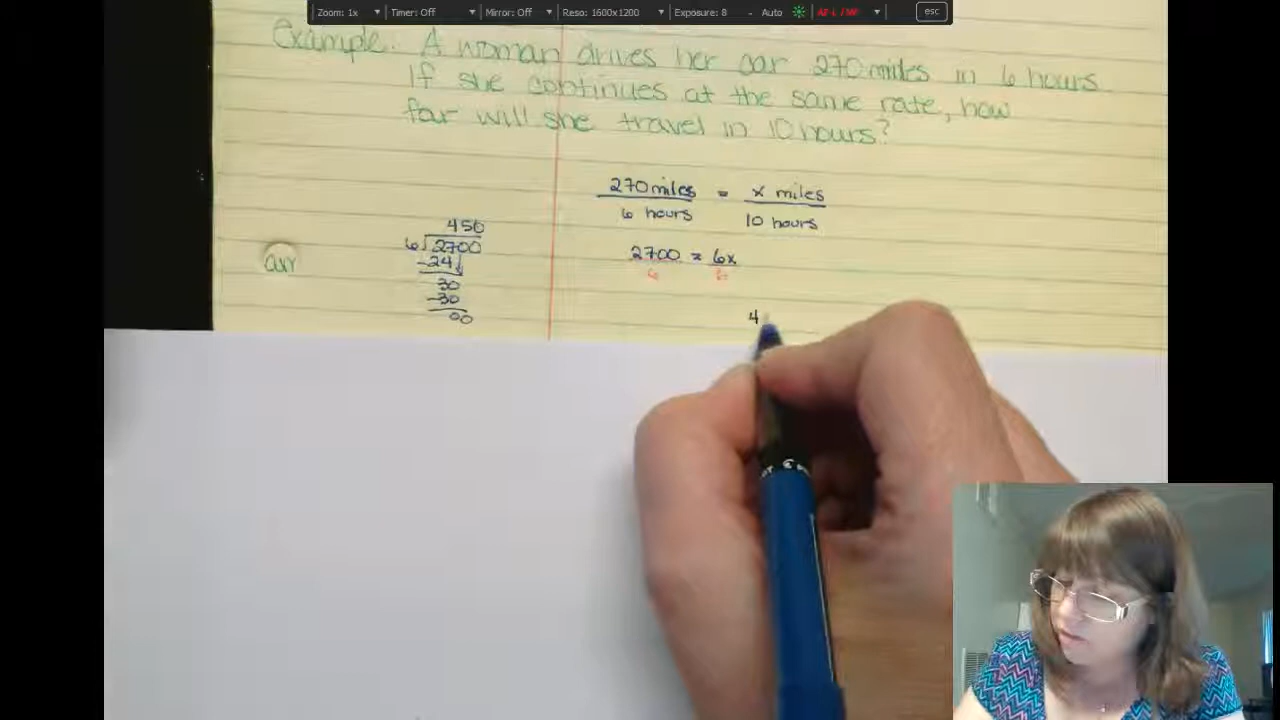 Zoom: 1x Timer: Off Mirror: Off Reso: 1600x1200 Exposure: 8 - Auto esc
Example: A woman drives her car 270 miles in 6 hours
If she continues at the same rate, how
far will she travel in 10 hours?
270 miles = x miles
6 hours 10 hours
450
6 2700
-24
30
-30
00
2700 = 6x
6 6
4